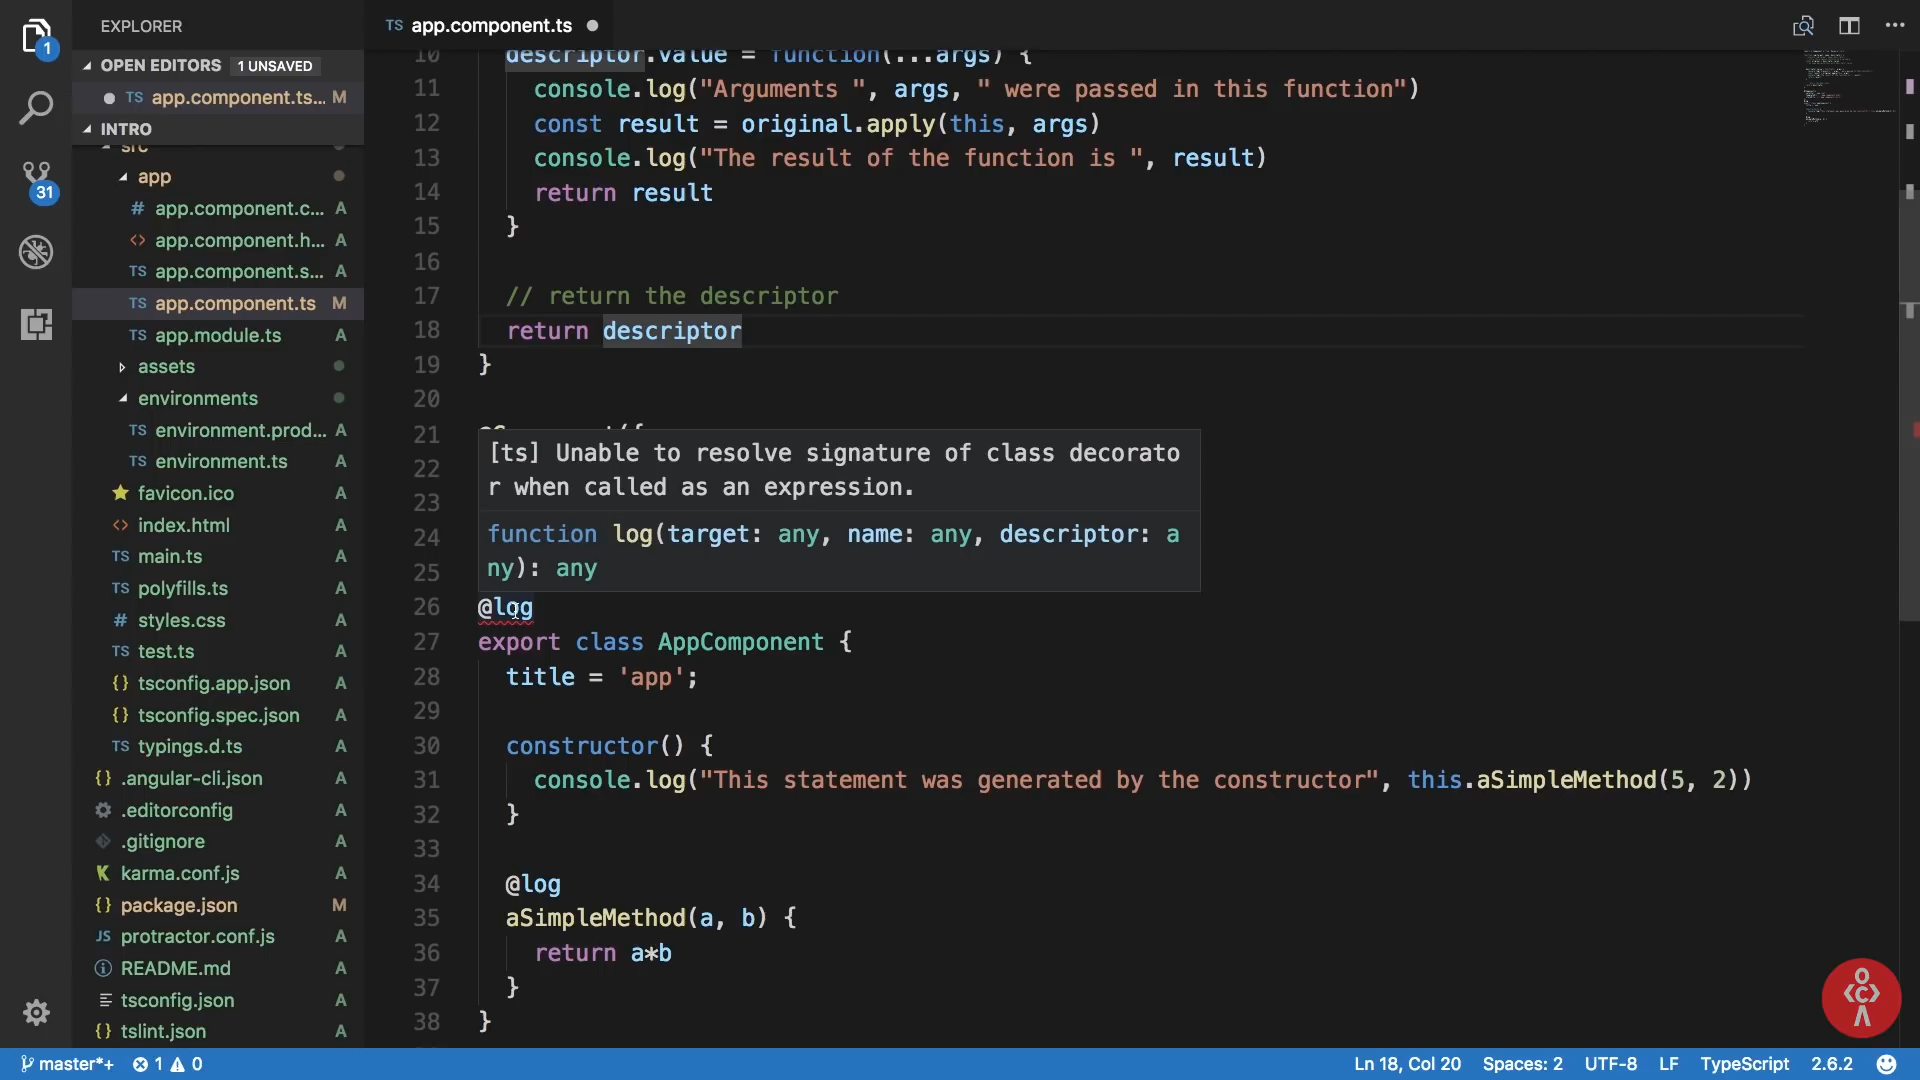 EXPLORER
TS app.component.ts
1
OPEN EDITORS 1 UNSAVED
TS app.component.ts... M
INTRO
src
app
# app.component.c... A
<> app.component.h... A
TS app.component.s... A
TS app.component.ts M
TS app.module.ts A
assets
environments
TS environment.prod... A
TS environment.ts A
favicon.ico A
<> index.html A
TS main.ts A
TS polyfills.ts A
# styles.css A
TS test.ts A
{} tsconfig.app.json A
{} tsconfig.spec.json A
TS typings.d.ts A
{} .angular-cli.json A
.editorconfig A
.gitignore A
karma.conf.js A
{} package.json M
JS protractor.conf.js A
README.md A
tsconfig.json A
{} tslint.json A
31
10 descriptor.value = function(...args) {
11 console.log("Arguments ", args, " were passed in this function")
12 const result = original.apply(this, args)
13 console.log("The result of the function is ", result)
14 return result
15 }
16
17 // return the descriptor
18 return descriptor
19 }
20
21
[ts] Unable to resolve signature of class decorato
r when called as an expression.
function log(target: any, name: any, descriptor: a
ny): any
22
23
24
25
26 @log
27 export class AppComponent {
28 title = 'app';
29
30 constructor() {
31 console.log("This statement was generated by the constructor", this.aSimpleMethod(5, 2))
32 }
33
34 @log
35 aSimpleMethod(a, b) {
36 return a*b
37 }
38 }
master*+ 1 0
Ln 18, Col 20 Spaces: 2 UTF-8 LF TypeScript 2.6.2